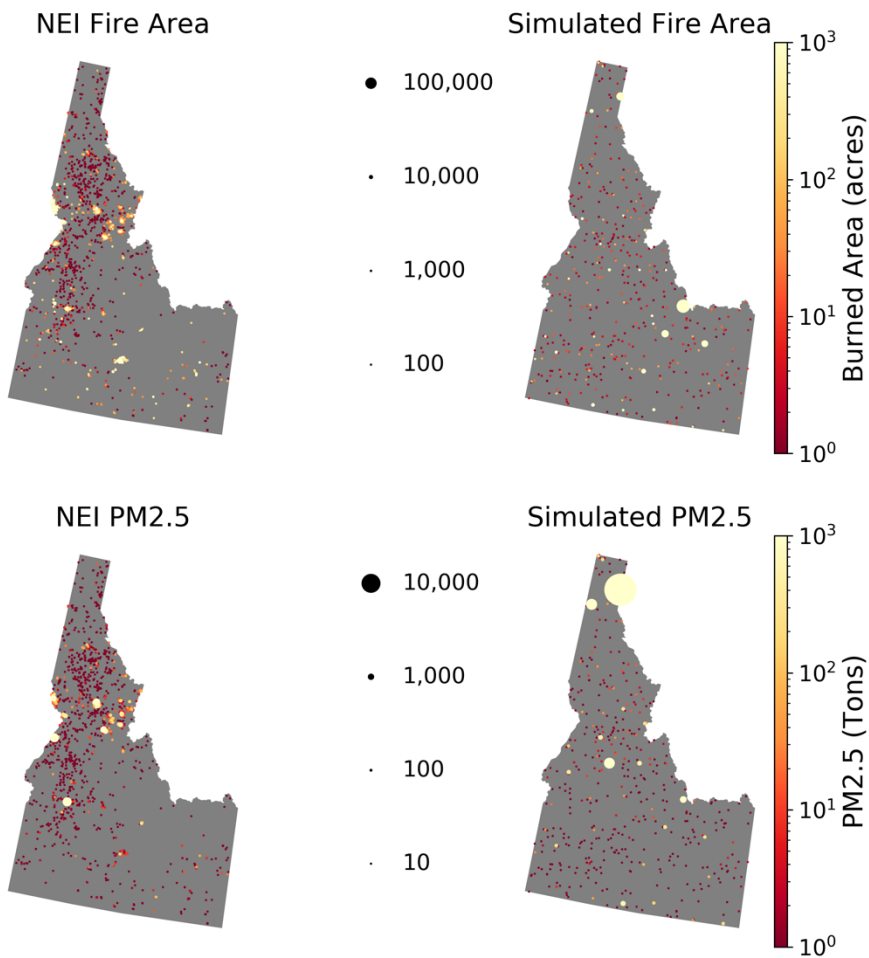 NEI Fire Area
Simulated Fire Area
100,000
10,000
1,000
100
10³
10²
10¹
10⁰
Burned Area (acres)
NEI PM2.5
Simulated PM2.5
10,000
1,000
100
10
10³
10²
10¹
10⁰
PM2.5 (Tons)